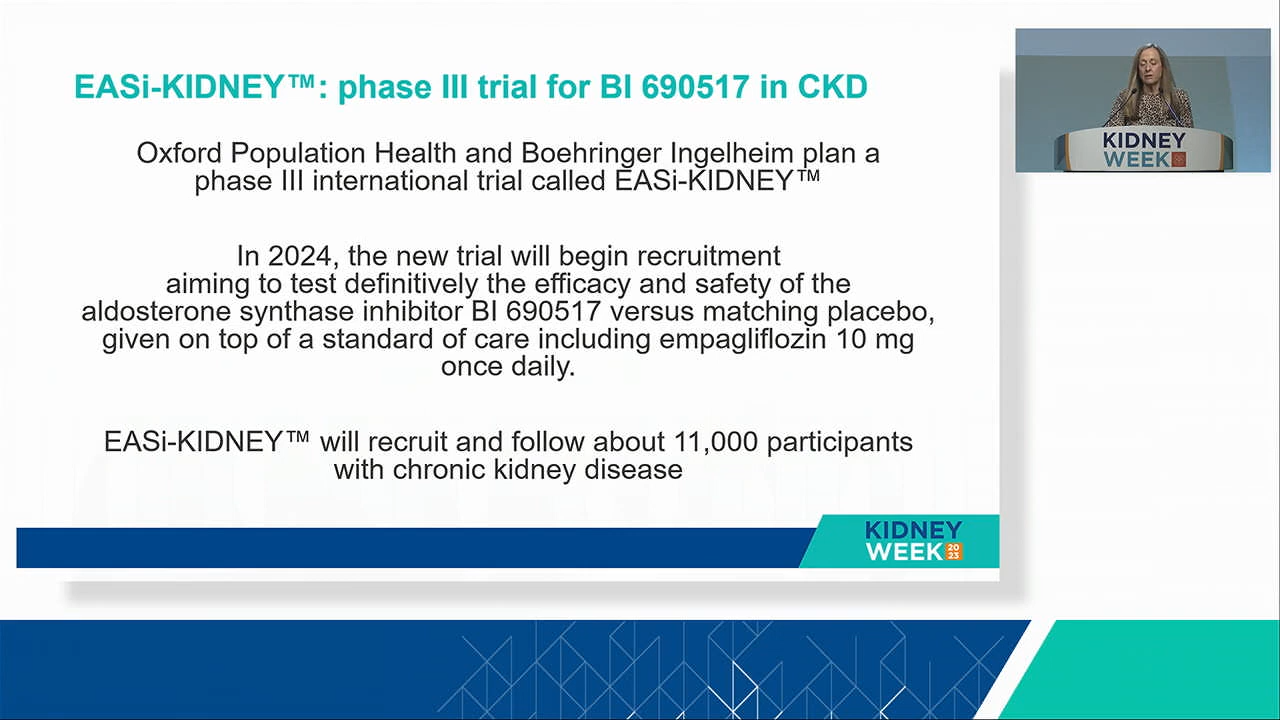 EASi-KIDNEY™: phase III trial for BI 690517 in CKD
Oxford Population Health and Boehringer Ingelheim plan a
phase III international trial called EASi-KIDNEY™
In 2024, the new trial will begin recruitment
aiming to test definitively the efficacy and safety of the
aldosterone synthase inhibitor BI 690517 versus matching placebo,
given on top of a standard of care including empagliflozin 10 mg
once daily.
EASi-KIDNEY™ will recruit and follow about 11,000 participants
with chronic kidney disease
KIDNEY
WEEK 20
23
KIDNEY
WEEK